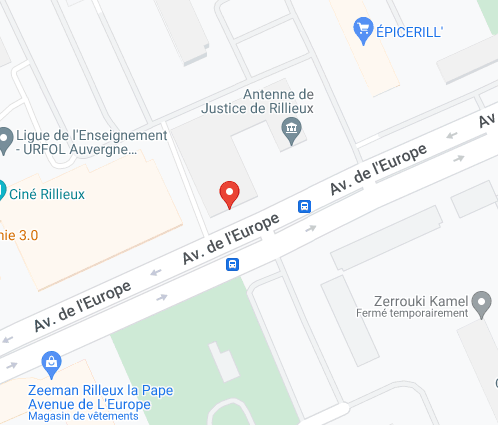 ÉPICERILL'
Antenne de
Justice de Rillieux
Ligue de l'Enseignement
- URFOL Auvergne...
Av.
Av. de l'Europe
Ciné Rillieux
nie 3.0
Av. de l'Europe
Av. de l'Europe
Zerrouki Kamel
Fermé temporairement
Zeeman Rilleux la Pape
Avenue de L'Europe
Magasin de vêtements